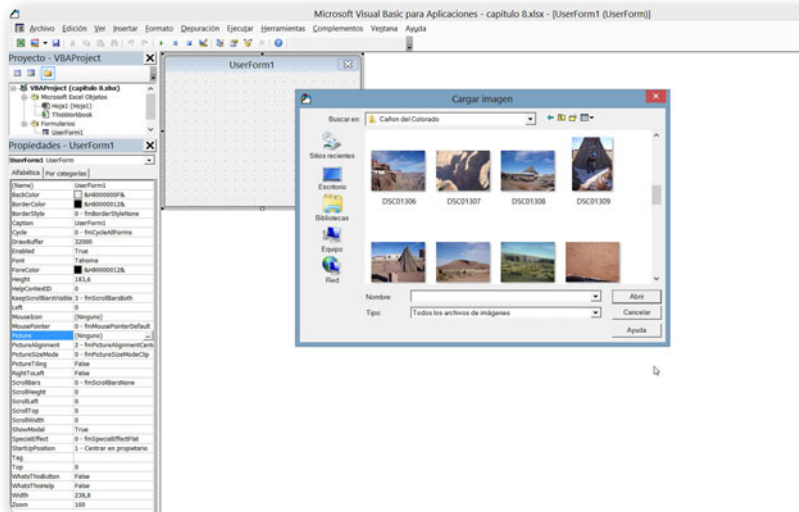 Microsoft Visual Basic para Aplicaciones - capitulo 8.xlsx - [UserForm1 (UserForm)]
Archivo Edición Ver Insertar Formato Depuración Ejecutar Herramientas Complementos Ventana Ayuda
Proyecto - VBAProject
VBAProject (capitulo 8.xlsx)
Microsoft Excel Objetos
Hoja1 (Hoja1)
ThisWorkbook
Formularios
UserForm1
Propiedades - UserForm1
UserForm1 UserForm
Alfabética Por categorías
(Name) UserForm1
BackColor &H8000000F&
BorderColor &H80000012&
BorderStyle 0 - fmBorderStyleNone
Caption UserForm1
Cycle 0 - fmCycleAllForms
DrawBuffer 32000
Enabled True
Font Tahoma
ForeColor &H80000012&
Height 183,6
HelpContextID 0
KeepScrollBarsVisible 3 - fmScrollBarsBoth
Left 0
MouseIcon (Ninguno)
MousePointer 0 - fmMousePointerDefault
Picture (Ninguno) ...
PictureAlignment 2 - fmPictureAlignmentCent
PictureSizeMode 0 - fmPictureSizeModeClip
PictureTiling False
RightToLeft False
ScrollBars 0 - fmScrollBarsNone
ScrollHeight 0
ScrollLeft 0
ScrollTop 0
ScrollWidth 0
ShowModal True
SpecialEffect 0 - fmSpecialEffectFlat
StartUpPosition 1 - Centrar en propietario
Tag
Top 0
WhatsThisButton False
WhatsThisHelp False
Width 238,8
Zoom 100
UserForm1
Cargar imagen
Buscar en: Cañon del Colorado
Sitios recientes
Escritorio
Bibliotecas
Equipo
Red
DSC01306 DSC01307 DSC01308 DSC01309
Nombre: Abrir
Tipo: Todos los archivos de imágenes Cancelar
Ayuda